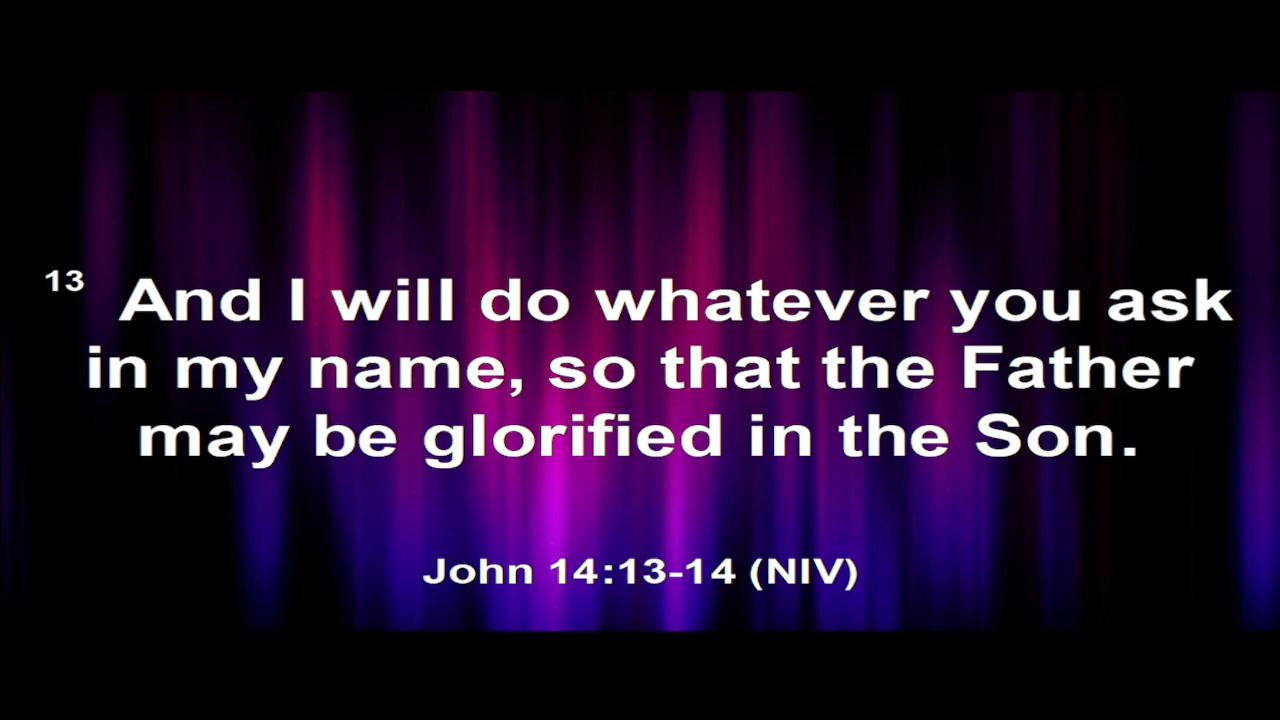 13 And I will do whatever you ask
in my name, so that the Father
may be glorified in the Son.
John 14:13-14 (NIV)